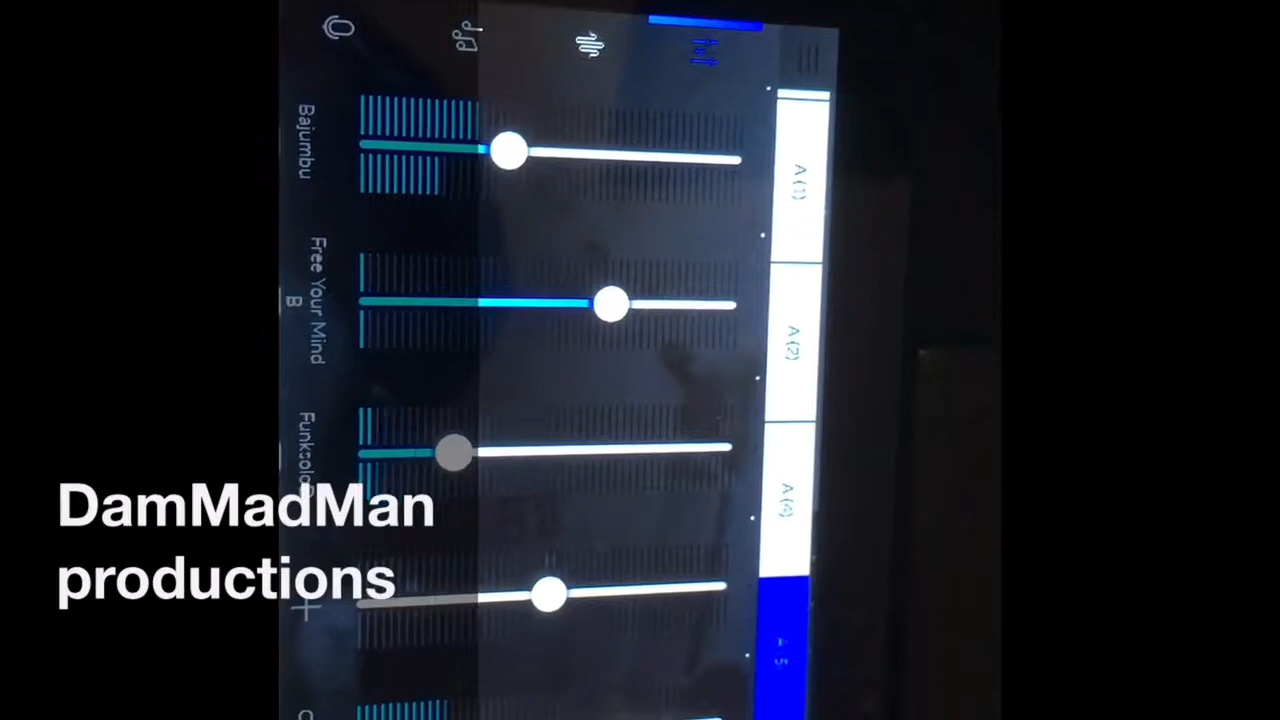 A (1)
A (2)
A (4)
Bajumbu
Free Your Mind
B
DamMadMan
productions